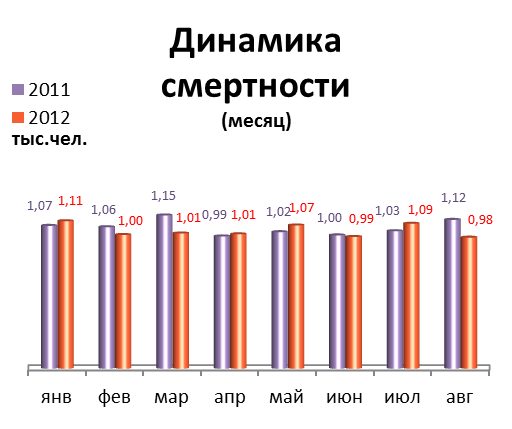 Динамика
смертности
(месяц)
2011
2012
тыс.чел.
1,07 1,11 1,06 1,00 1,15 1,01 0,99 1,01 1,02 1,07 1,00 0,99 1,03 1,09 1,12 0,98
янв фев мар апр май июн июл авг